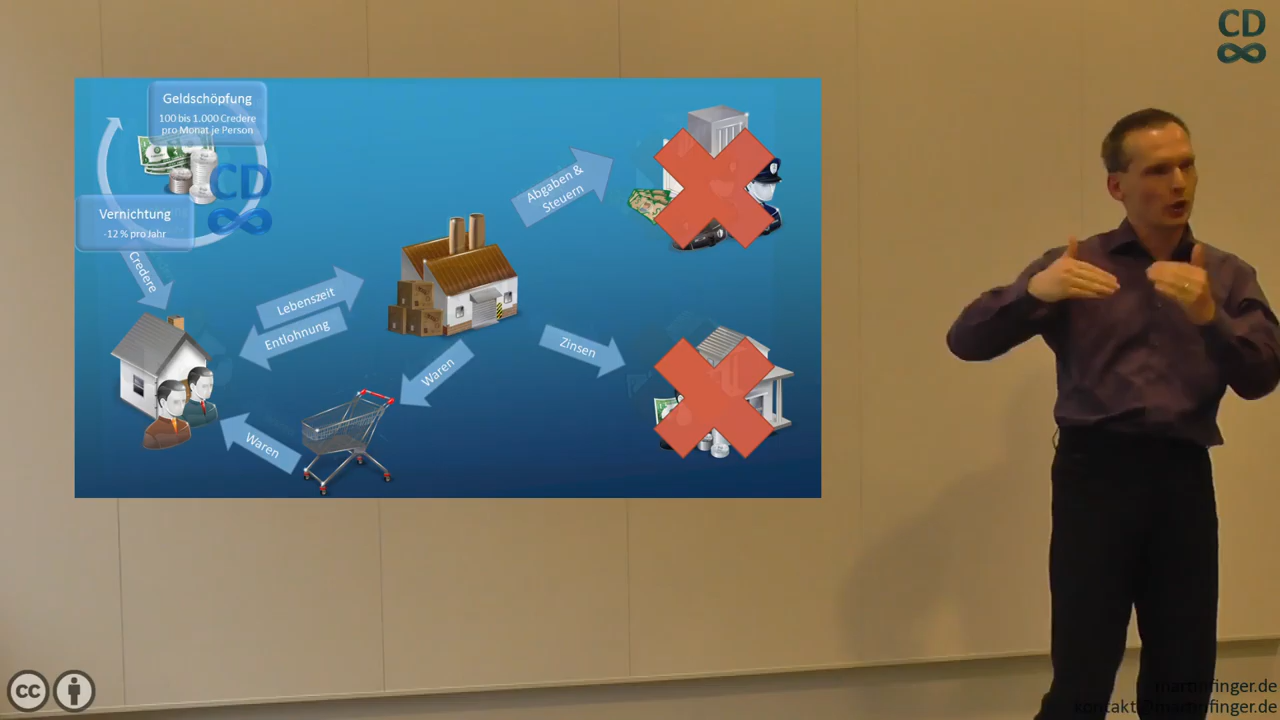 CD
Geldschöpfung
100 bis 1.000 Credere
pro Monat je Person
CD
Vernichtung
-12 % pro Jahr
Credere
Abgaben &
Steuern
Lebenszeit
Entlohnung
Zinsen
Waren
Waren
cc
martinfinger.de
kontakt@martinfinger.de